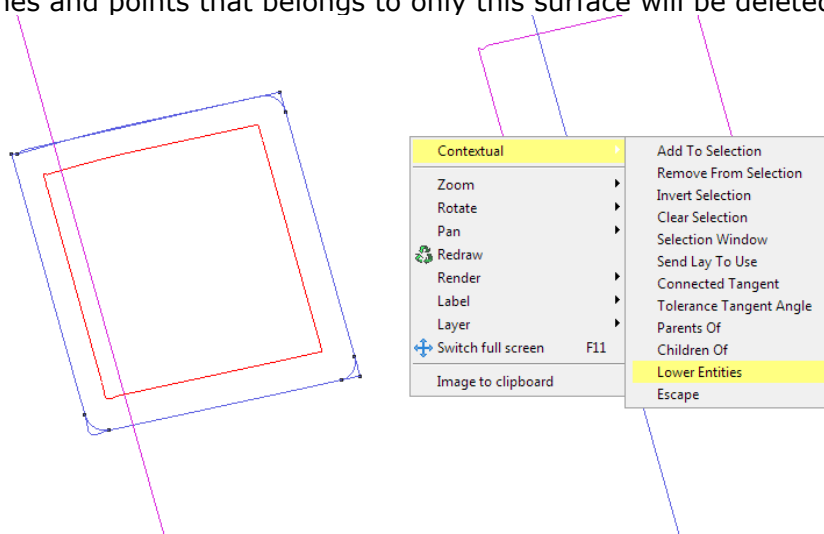 nes and points that belongs to only this surface will be deleted
Contextual
Zoom
Rotate
Pan
Redraw
Render
Label
Layer
Switch full screen F11
Image to clipboard
Add To Selection
Remove From Selection
Invert Selection
Clear Selection
Selection Window
Send Lay To Use
Connected Tangent
Tolerance Tangent Angle
Parents Of
Children Of
Lower Entities
Escape